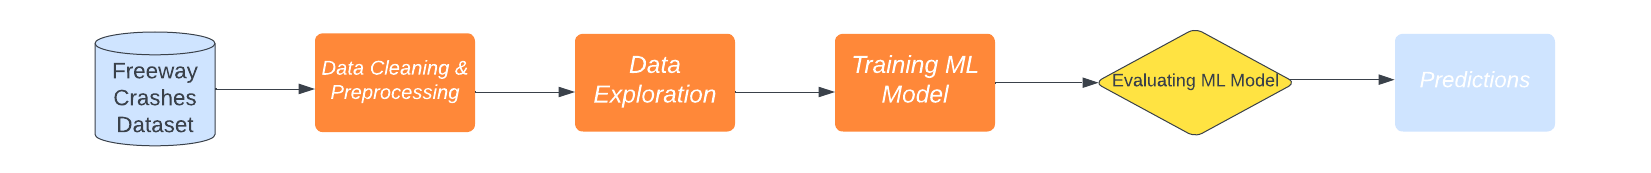 Freeway
Crashes
Dataset
Data Cleaning &
Preprocessing
Data
Exploration
Training ML
Model
Evaluating ML Model
Predictions